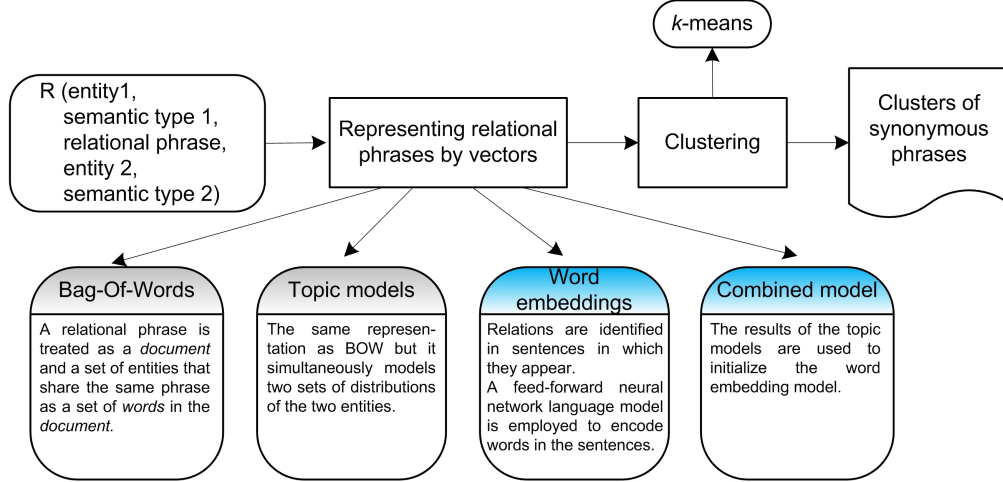 k-means
R (entity1,
semantic type 1,
relational phrase,
entity 2,
semantic type 2)
Representing relational
phrases by vectors
Clustering
Clusters of
synonymous
phrases
Bag-Of-Words
A relational phrase is
treated as a document
and a set of entities that
share the same phrase
as a set of words in the
document.
Topic models
The same represen-
tation as BOW but it
simultaneously models
two sets of distributions
of the two entities.
Word
embeddings
Relations are identified
in sentences in which
they appear.
A feed-forward neural
network language model
is employed to encode
words in the sentences.
Combined model
The results of the topic
models are used to
initialize the word
embedding model.